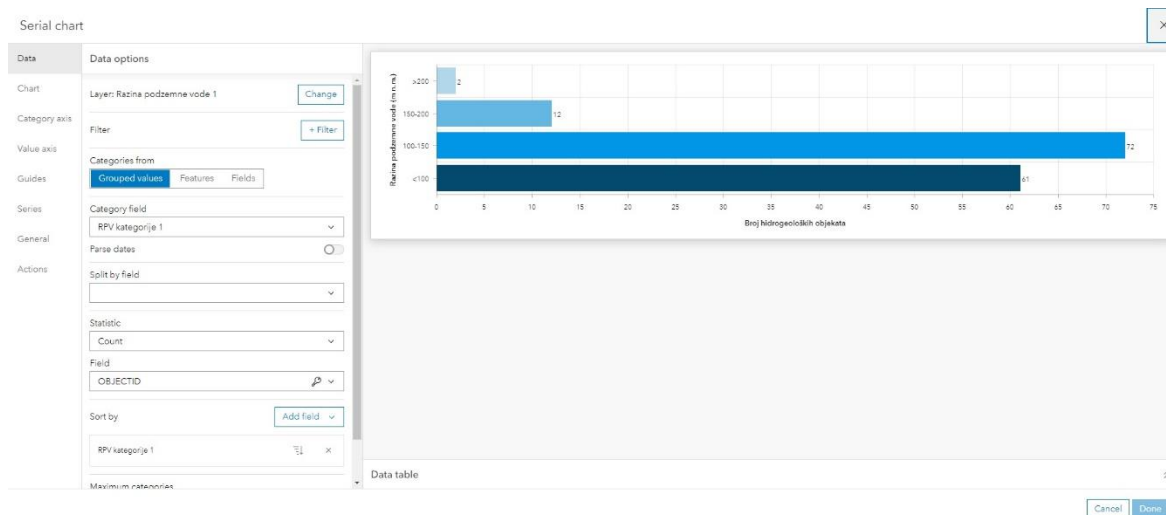 Serial chart
Data
Chart
Category axis
Value axis
Guides
Series
General
Actions
Data options
Layer: Razina podzemne vode 1
Change
Filter
+ Filter
Categories from
Grouped values Features Fields
Category field
RPV kategorije 1
Parse dates
Split by field
Statistic
Count
Field
OBJECTID
Sort by
Add field
RPV kategorije 1
Maximum categories
Razina podzemne vode (m n.m.)
>200 2
150-200 12
100-150 72
<100 61
0 5 10 15 20 25 30 35 40 45 50 55 60 65 70 75
Broj hidrogeoloških objekata
Data table
Cancel Done